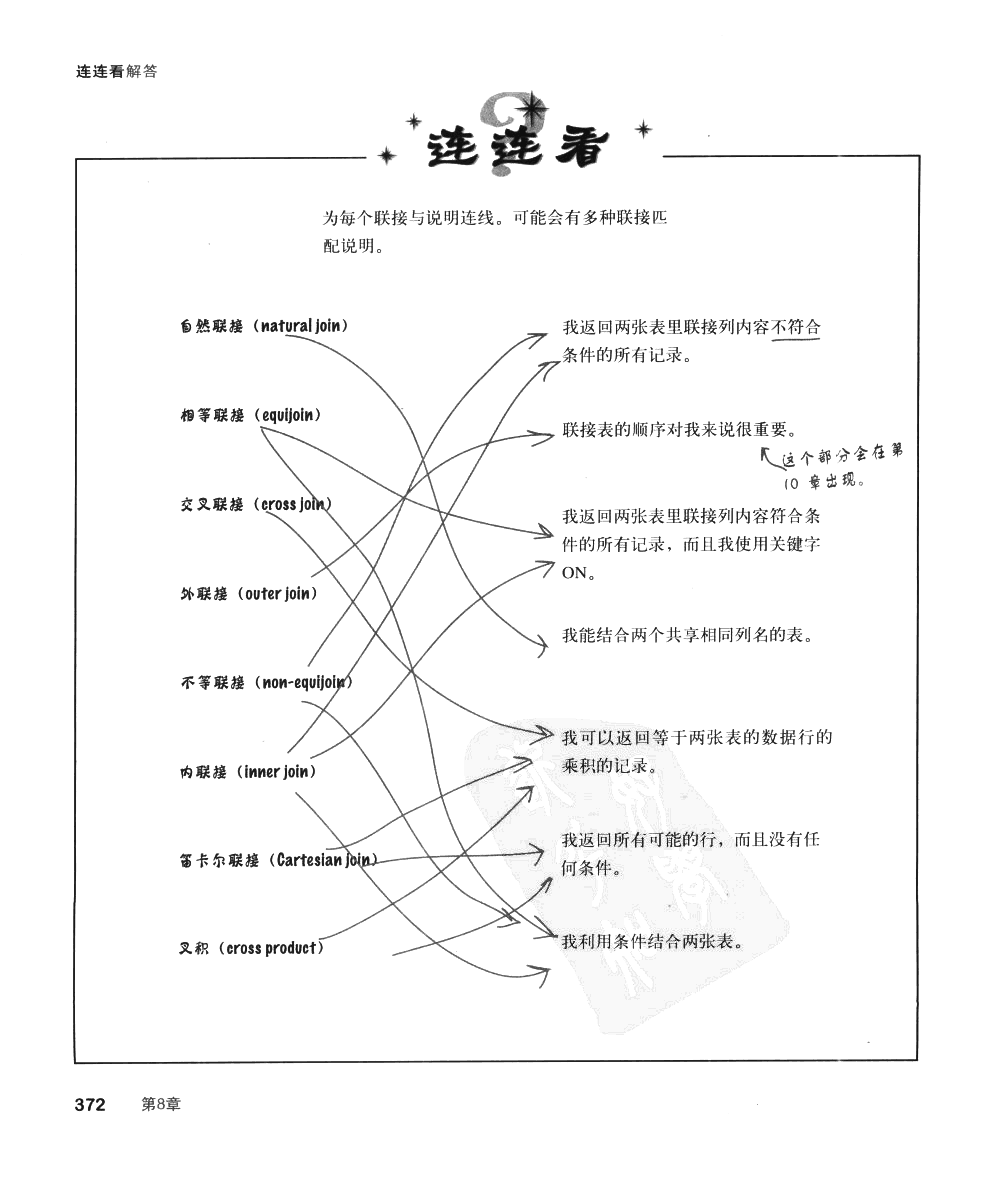 连连看解答
连连看
为每个联接与说明连线。可能会有多种联接匹
配说明。
自然联接（natural join）
我返回两张表里联接列内容不符合
条件的所有记录。
相等联接（equijoin）
联接表的顺序对我来说很重要。
这个部分会在第
10 章出现。
交叉联接（cross join）
我返回两张表里联接列内容符合条
件的所有记录，而且我使用关键字
ON。
外联接（outer join）
我能结合两个共享相同列名的表。
不等联接（non-equijoin）
我可以返回等于两张表的数据行的
乘积的记录。
内联接（inner join）
我返回所有可能的行，而且没有任
何条件。
笛卡尔联接（Cartesian join）
我利用条件结合两张表。
叉积（cross product）
372 第8章